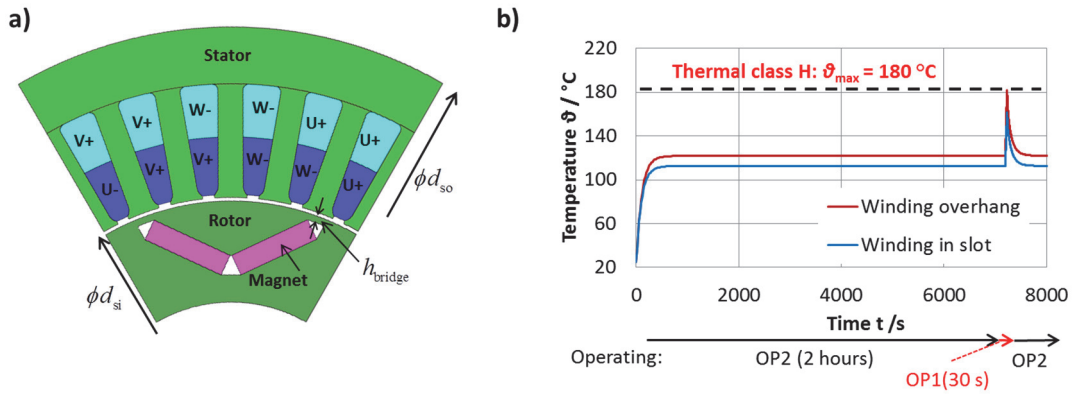 a)
Stator
V+
V+
W-
W-
U+
U+
U-
V+
V+
W-
W-
U+
ϕd_so
Rotor
Magnet
h_bridge
ϕd_si
b)
Temperature ϑ / °C
220
180
140
100
60
20
Thermal class H: ϑ_max = 180 °C
Winding overhang
Winding in slot
0 2000 4000 6000 8000
Time t /s
Operating: OP2 (2 hours) OP2
OP1(30 s)